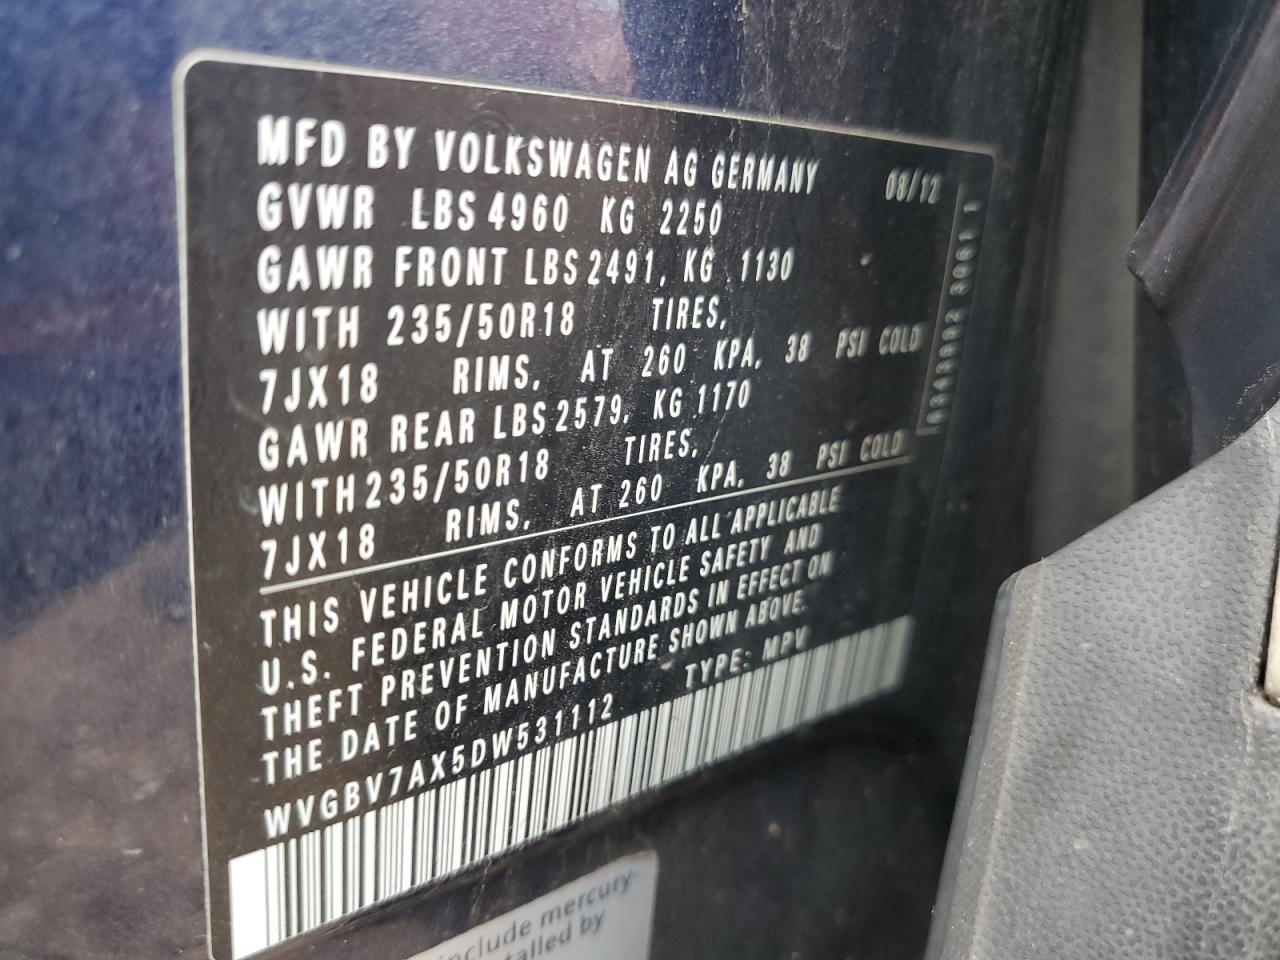 MFD BY VOLKSWAGEN AG GERMANY 08/12
GVWR LBS 4960 KG 2250
GAWR FRONT LBS 2491, KG 1130
WITH 235/50R18 TIRES,
7JX18 RIMS, AT 260 KPA, 38 PSI COLD
GAWR REAR LBS 2579, KG 1170
WITH 235/50R18 TIRES,
7JX18 RIMS, AT 260 KPA, 38 PSI COLD
THIS VEHICLE CONFORMS TO ALL APPLICABLE
U.S. FEDERAL MOTOR VEHICLE SAFETY AND
THEFT PREVENTION STANDARDS IN EFFECT ON
THE DATE OF MANUFACTURE SHOWN ABOVE.
WVGBV7AX5DW531112 TYPE: MPV
include mercury-
by